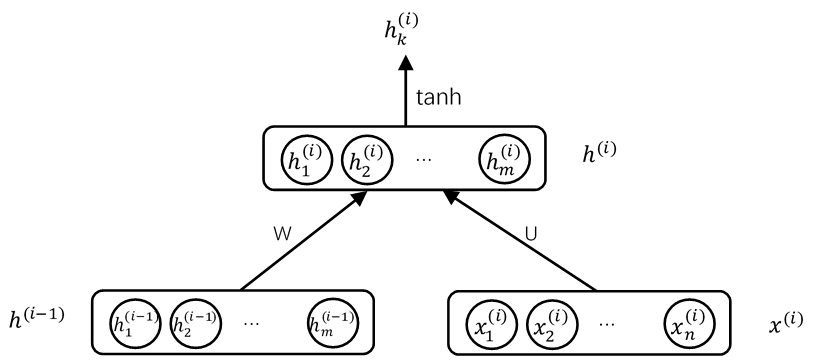 h_k^{(i)}
tanh
h_1^{(i)} h_2^{(i)} ... h_m^{(i)} h^{(i)}
W U
h^{(i-1)} h_1^{(i-1)} h_2^{(i-1)} ... h_m^{(i-1)} x_1^{(i)} x_2^{(i)} ... x_n^{(i)} x^{(i)}